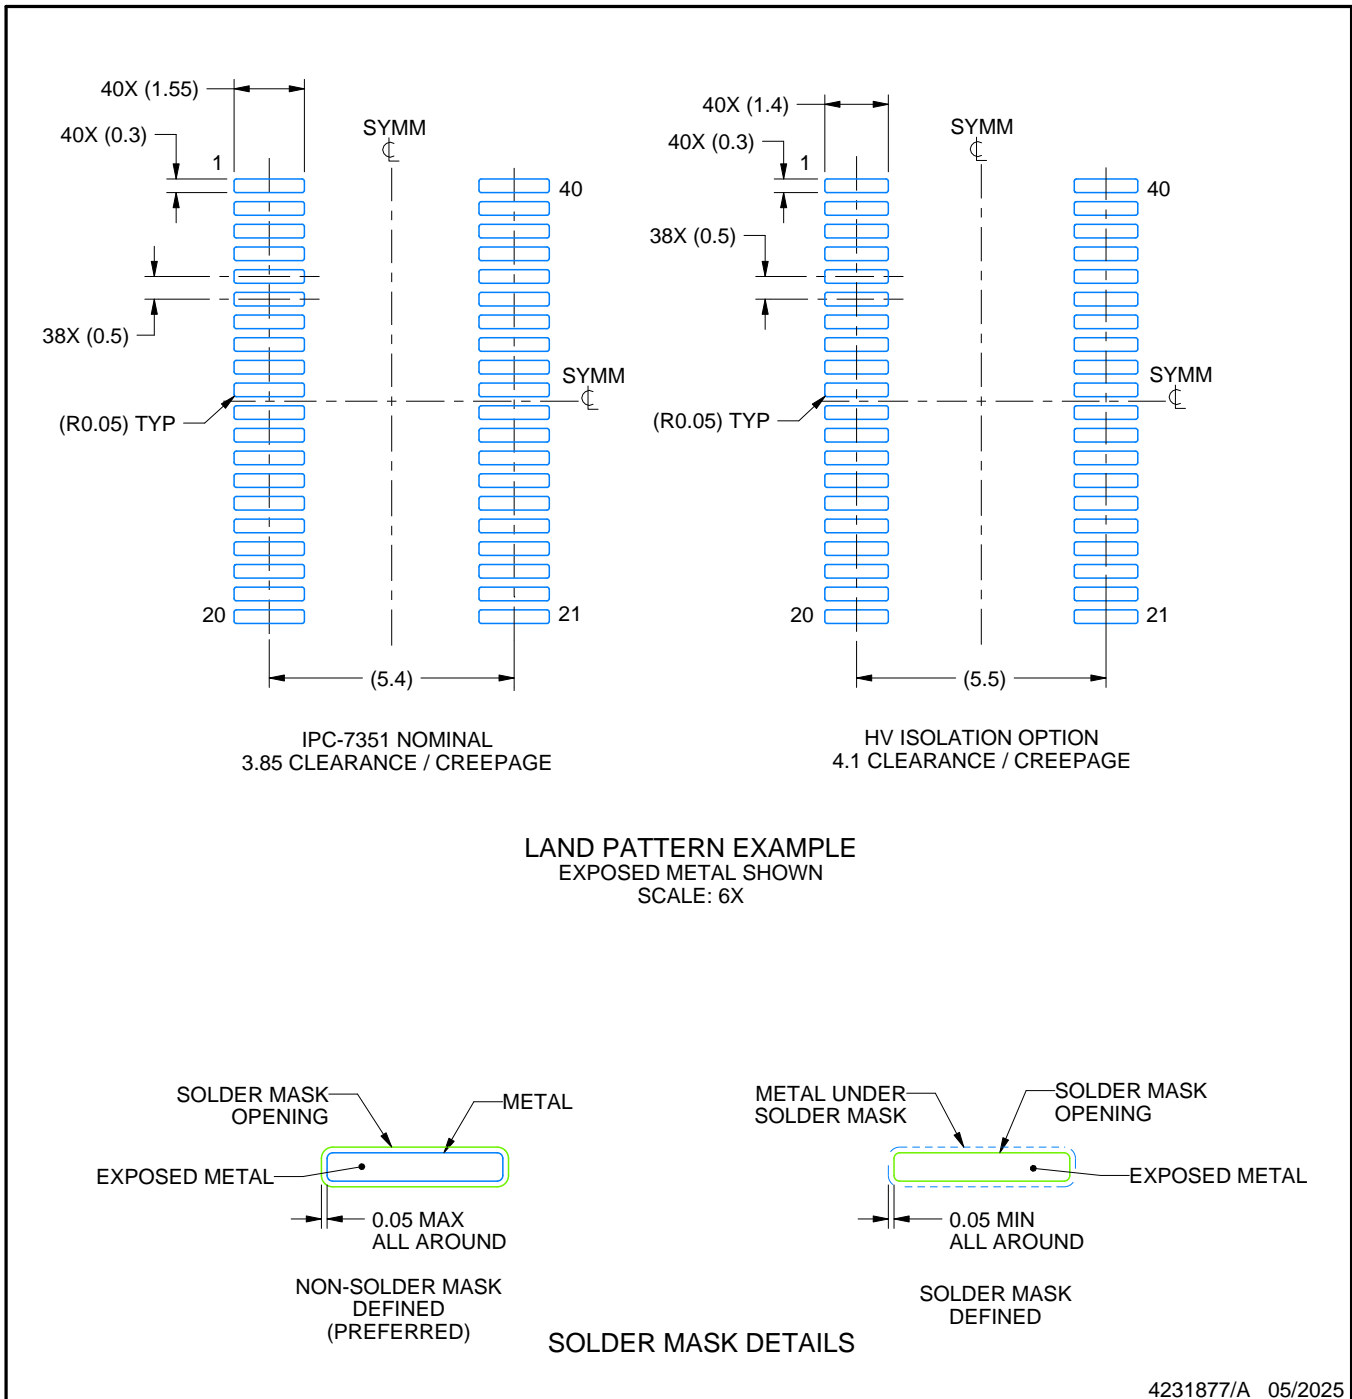 40X (1.55)
40X (0.3)
1
SYMM
40
38X (0.5)
SYMM
(R0.05) TYP
20
21
(5.4)
IPC-7351 NOMINAL
3.85 CLEARANCE / CREEPAGE
40X (1.4)
40X (0.3)
1
SYMM
40
38X (0.5)
SYMM
(R0.05) TYP
20
21
(5.5)
HV ISOLATION OPTION
4.1 CLEARANCE / CREEPAGE
LAND PATTERN EXAMPLE
EXPOSED METAL SHOWN
SCALE: 6X
SOLDER MASK
OPENING
METAL
EXPOSED METAL
0.05 MAX
ALL AROUND
NON-SOLDER MASK
DEFINED
(PREFERRED)
METAL UNDER
SOLDER MASK
SOLDER MASK
OPENING
EXPOSED METAL
0.05 MIN
ALL AROUND
SOLDER MASK
DEFINED
SOLDER MASK DETAILS
4231877/A 05/2025